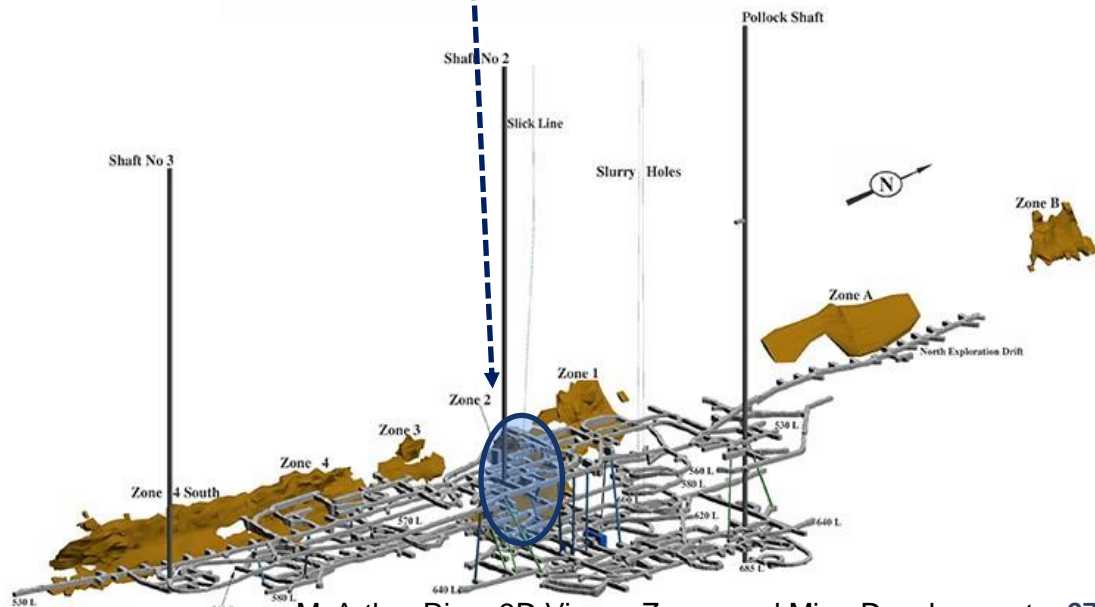 Pollock Shaft
Shaft No 2
Slick Line
Shaft No 3
Slurry Holes
N
Zone B
Zone A
North Exploration Drift
Zone 1
Zone 2
Zone 3
530 L
Zone 4
560 L
580 L
Zone 4 South
600 L
570 L
620 L
640 L
685 L
640 L
580 L
530 L